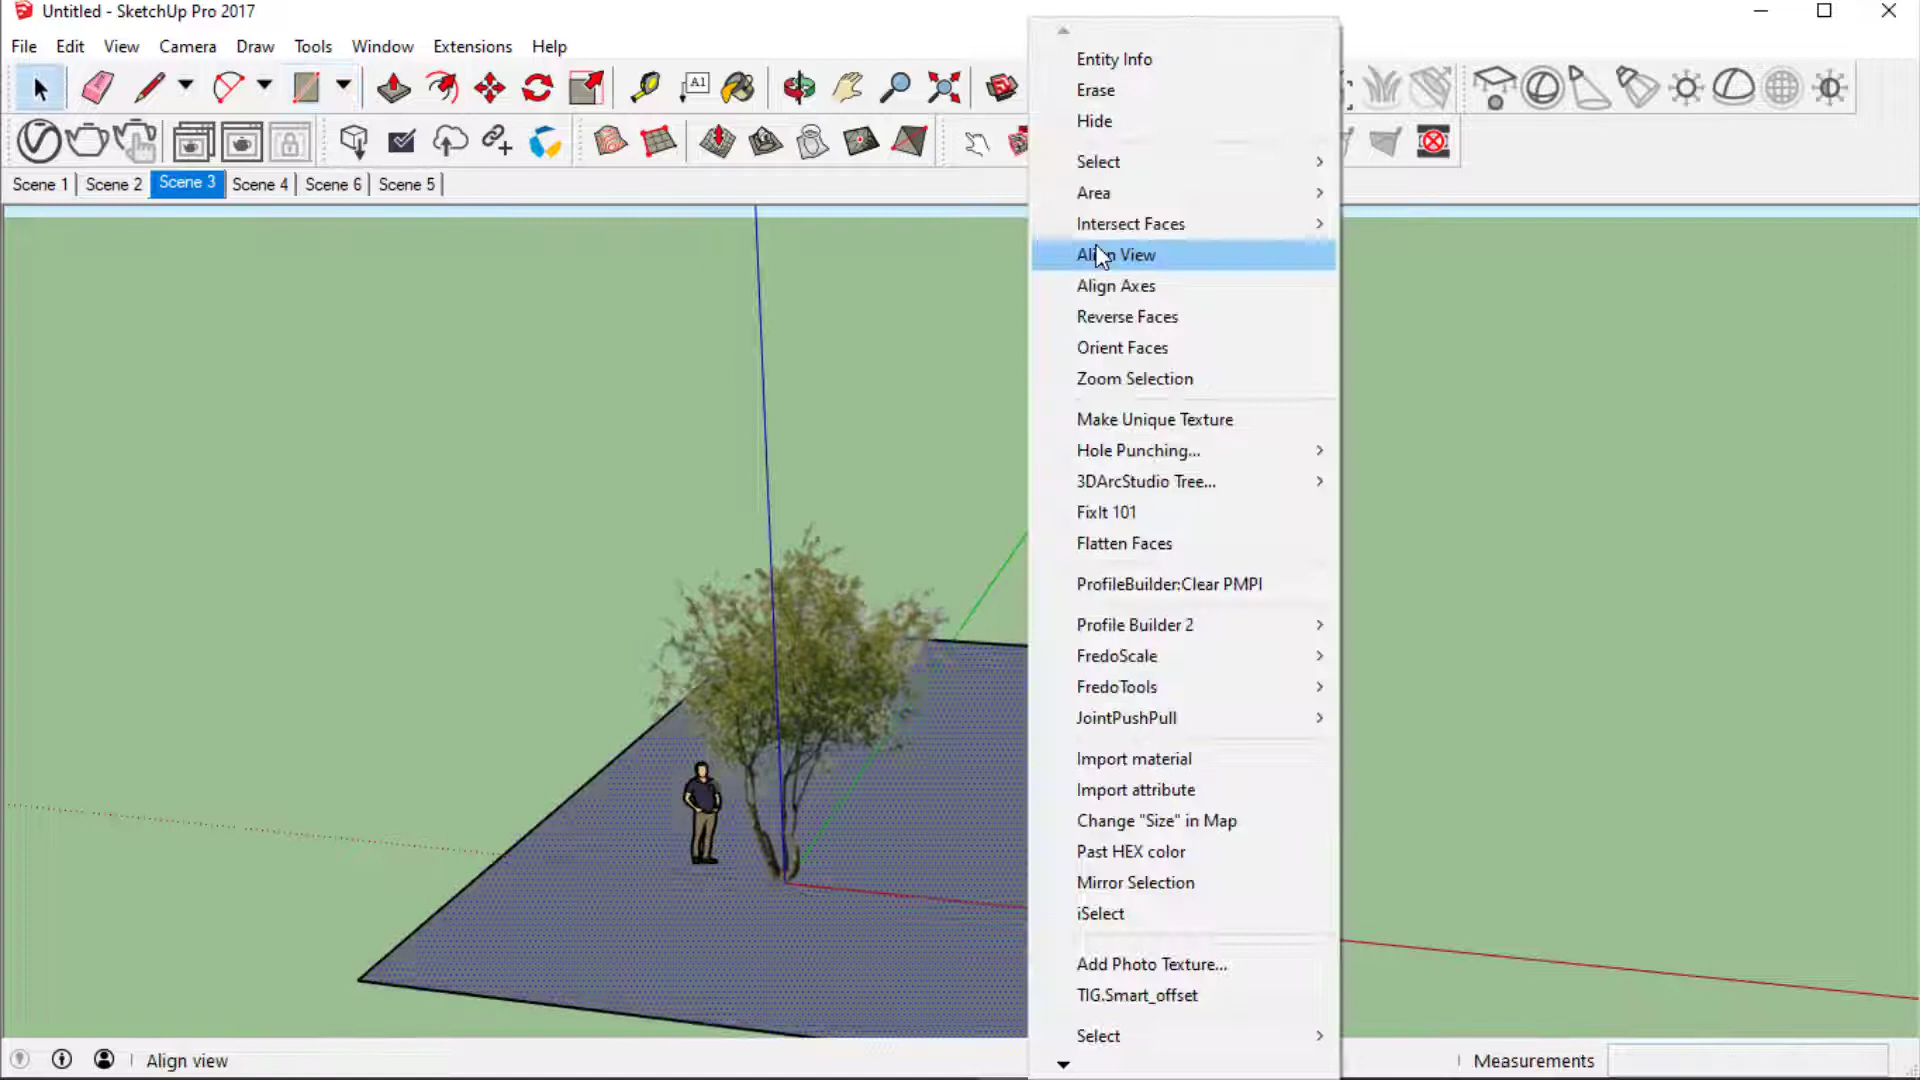 Untitled - SketchUp Pro 2017
File Edit View Camera Draw Tools Window Extensions Help
A1
Scene 1 Scene 2 Scene 3 Scene 4 Scene 6 Scene 5
Entity Info
Erase
Hide
Select
Area
Intersect Faces
Align View
Align Axes
Reverse Faces
Orient Faces
Zoom Selection
Make Unique Texture
Hole Punching...
3DArcStudio Tree...
FixIt 101
Flatten Faces
ProfileBuilder:Clear PMPI
Profile Builder 2
FredoScale
FredoTools
JointPushPull
Import material
Import attribute
Change "Size" in Map
Past HEX color
Mirror Selection
iSelect
Add Photo Texture...
TIG.Smart_offset
Select
Align view
Measurements